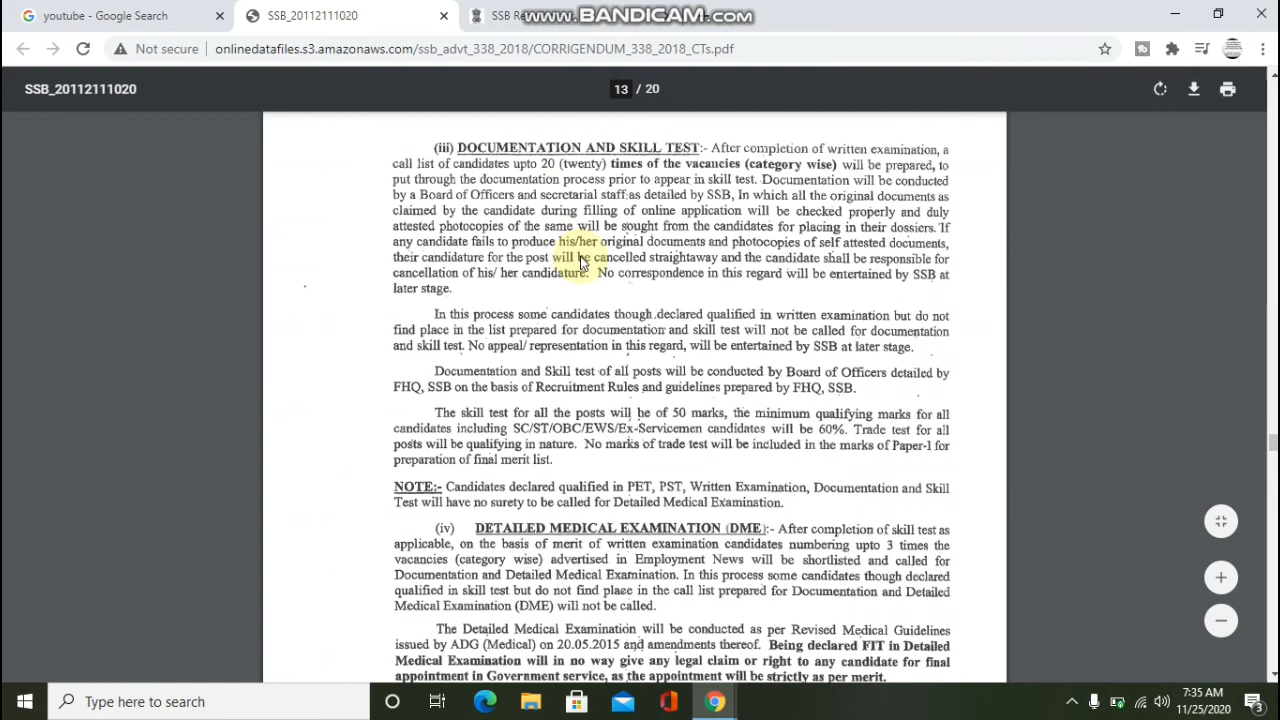 youtube - Google Search
SSB_20112111020
SSB Re
www.BANDICAM.com
Not secure
onlinedatafiles.s3.amazonaws.com/ssb_advt_338_2018/CORRIGENDUM_338_2018_CTs.pdf
SSB_20112111020
13 / 20
(iii) DOCUMENTATION AND SKILL TEST:- After completion of written examination, a
call list of candidates upto 20 (twenty) times of the vacancies (category wise) will be prepared, to
put through the documentation process prior to appear in skill test. Documentation will be conducted
by a Board of Officers and secretarial staff as detailed by SSB, In which all the original documents as
claimed by the candidate during filling of online application will be checked properly and duly
attested photocopies of the same will be sought from the candidates for placing in their dossiers. If
any candidate fails to produce his/her original documents and photocopies of self attested documents,
their candidature for the post will be cancelled straightaway and the candidate shall be responsible for
cancellation of his/ her candidature. No correspondence in this regard will be entertained by SSB at
later stage.
In this process some candidates though declared qualified in written examination but do not
find place in the list prepared for documentation and skill test will not be called for documentation
and skill test. No appeal/ representation in this regard, will be entertained by SSB at later stage.
Documentation and Skill test of all posts will be conducted by Board of Officers detailed by
FHQ, SSB on the basis of Recruitment Rules and guidelines prepared by FHQ, SSB.
The skill test for all the posts will be of 50 marks, the minimum qualifying marks for all
candidates including SC/ST/OBC/EWS/Ex-Servicemen candidates will be 60%. Trade test for all
posts will be qualifying in nature. No marks of trade test will be included in the marks of Paper-I for
preparation of final merit list.
NOTE:- Candidates declared qualified in PET, PST, Written Examination, Documentation and Skill
Test will have no surety to be called for Detailed Medical Examination.
(iv) DETAILED MEDICAL EXAMINATION (DME):- After completion of skill test as
applicable, on the basis of merit of written examination candidates numbering upto 3 times the
vacancies (category wise) advertised in Employment News will be shortlisted and called for
Documentation and Detailed Medical Examination. In this process some candidates though declared
qualified in skill test but do not find place in the call list prepared for Documentation and Detailed
Medical Examination (DME) will not be called.
The Detailed Medical Examination will be conducted as per Revised Medical Guidelines
issued by ADG (Medical) on 20.05.2015 and amendments thereof. Being declared FIT in Detailed
Medical Examination will in no way give any legal claim or right to any candidate for final
appointment in Government service, as the appointment will be strictly as per merit.
Type here to search
7:35 AM
11/25/2020
3